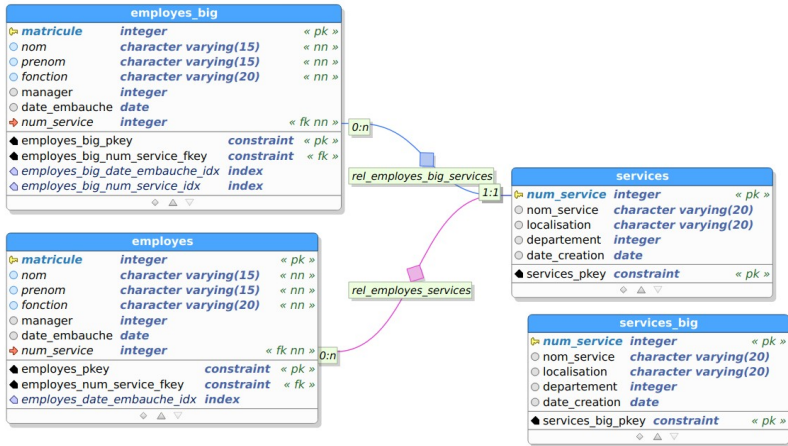 employes_big
matricule integer « pk »
nom character varying(15) « nn »
prenom character varying(15) « nn »
fonction character varying(20) « nn »
manager integer
date_embauche date
num_service integer « fk nn »
employes_big_pkey constraint « pk »
employes_big_num_service_fkey constraint « fk »
employes_big_date_embauche_idx index
employes_big_num_service_idx index
0:n
rel_employes_big_services
1:1
services
num_service integer « pk »
nom_service character varying(20)
localisation character varying(20)
departement integer
date_creation date
services_pkey constraint « pk »
employes
matricule integer « pk »
nom character varying(15) « nn »
prenom character varying(15) « nn »
fonction character varying(20) « nn »
manager integer
date_embauche date
num_service integer « fk nn »
employes_pkey constraint « pk »
employes_num_service_fkey constraint « fk »
employes_date_embauche_idx index
rel_employes_services
0:n
services_big
num_service integer « pk »
nom_service character varying(20)
localisation character varying(20)
departement integer
date_creation date
services_big_pkey constraint « pk »